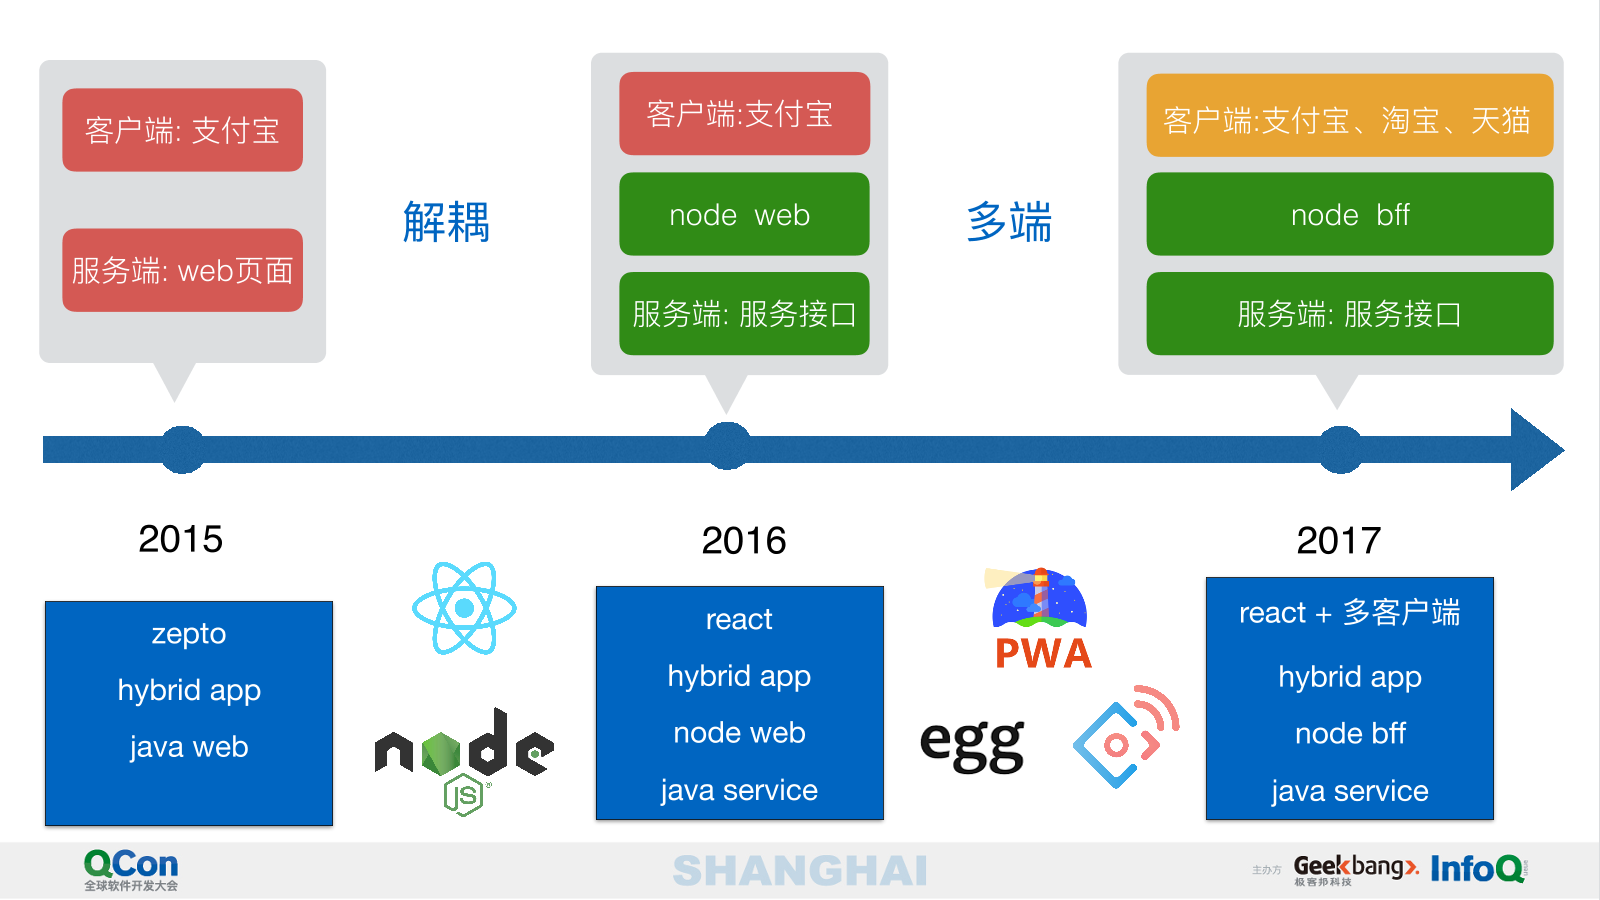 客户端: 支付宝
服务端: web页面
解耦
客户端:支付宝
node web
服务端: 服务接口
多端
客户端:支付宝、淘宝、天猫
node bff
服务端: 服务接口
2015
2016
2017
zepto
hybrid app
java web
node
JS
react
hybrid app
node web
java service
PWA
egg
react + 多客户端
hybrid app
node bff
java service
QCon
全球软件开发大会
SHANGHAI
主办方
Geekbang>.
极客邦科技
InfoQ